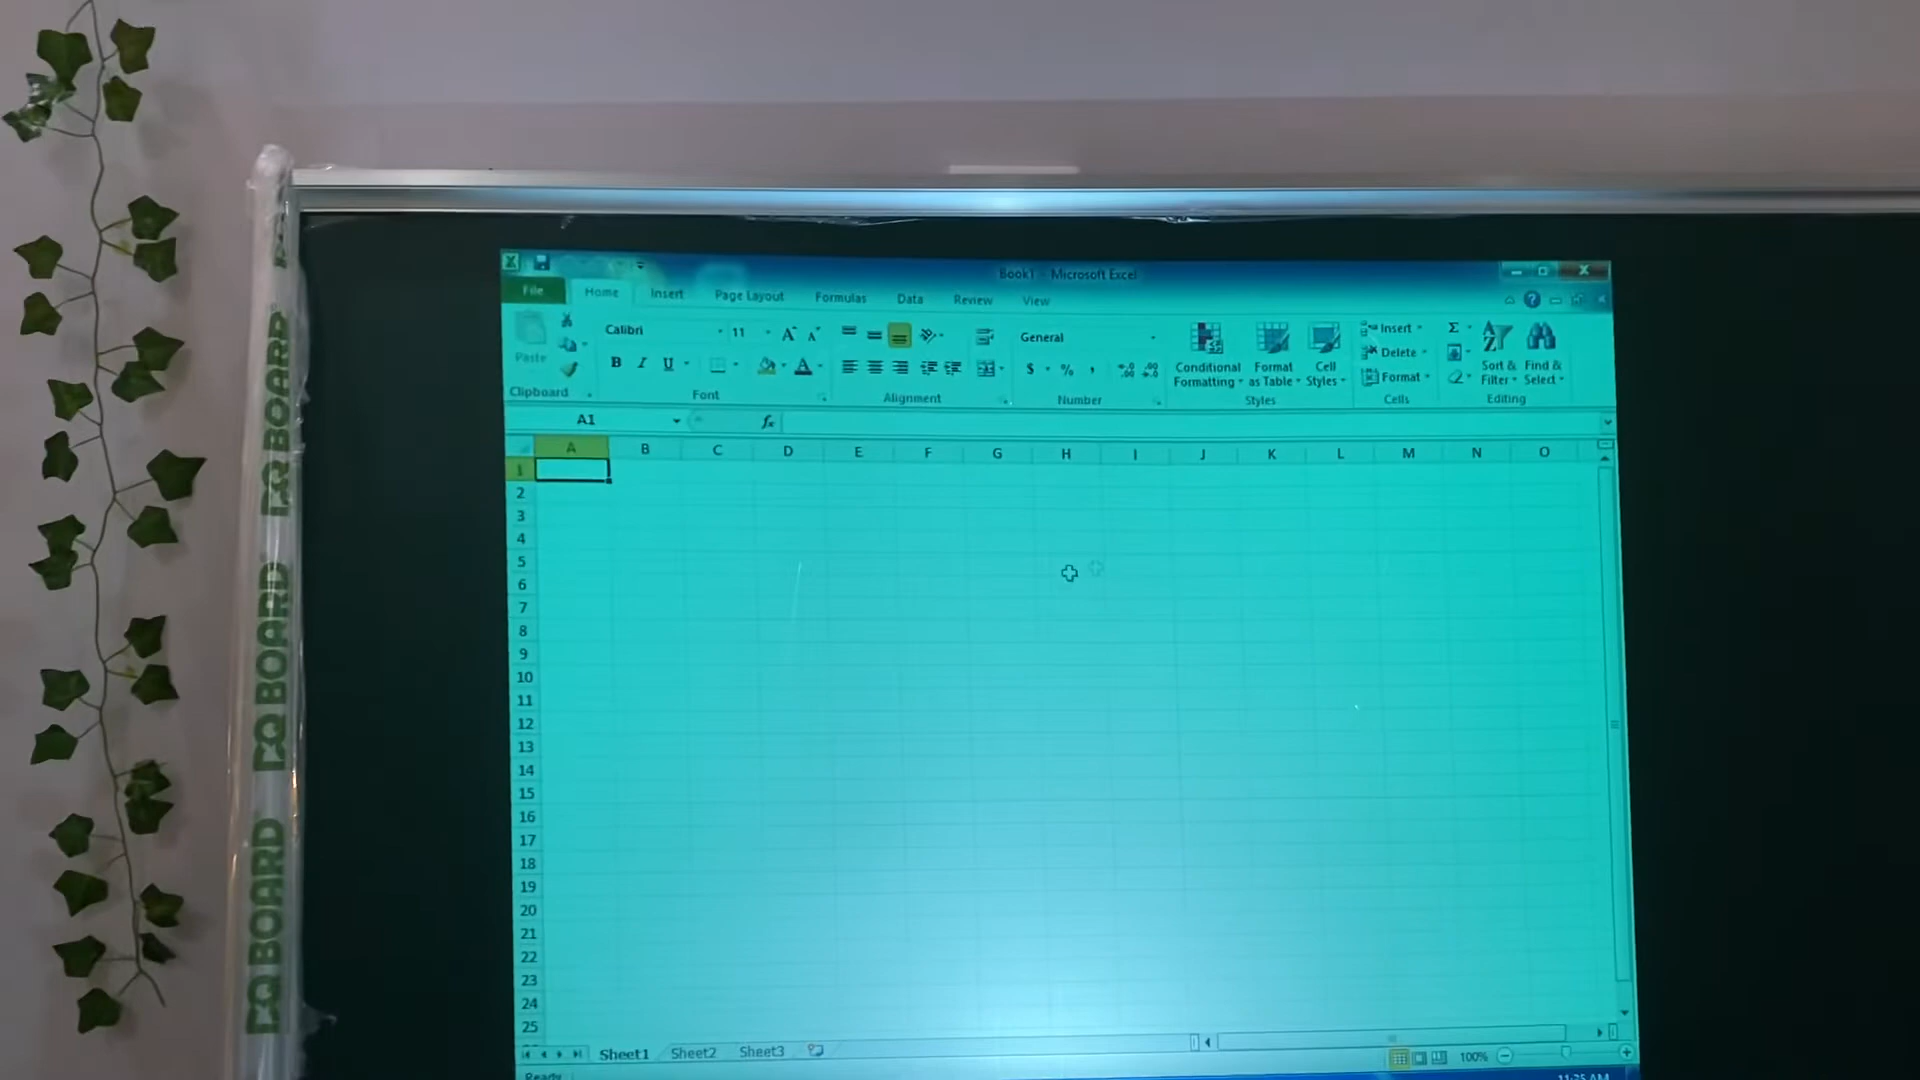 Book1 - Microsoft Excel
File Home Insert Page Layout Formulas Data Review View
Calibri 11 General Insert Σ
Paste B I U $ % , Conditional Formatting Format as Table Cell Styles Delete Sort & Filter Find & Select
Format
Clipboard Font Alignment Number Styles Cells Editing
A1 fx
A B C D E F G H I J K L M N O
1
2
3
4
5
6
7
8
9
10
11
12
13
14
15
16
17
18
19
20
21
22
23
24
25
Sheet1 Sheet2 Sheet3
100%
Ready 11:25 AM
BOARD
BOARD
BOARD